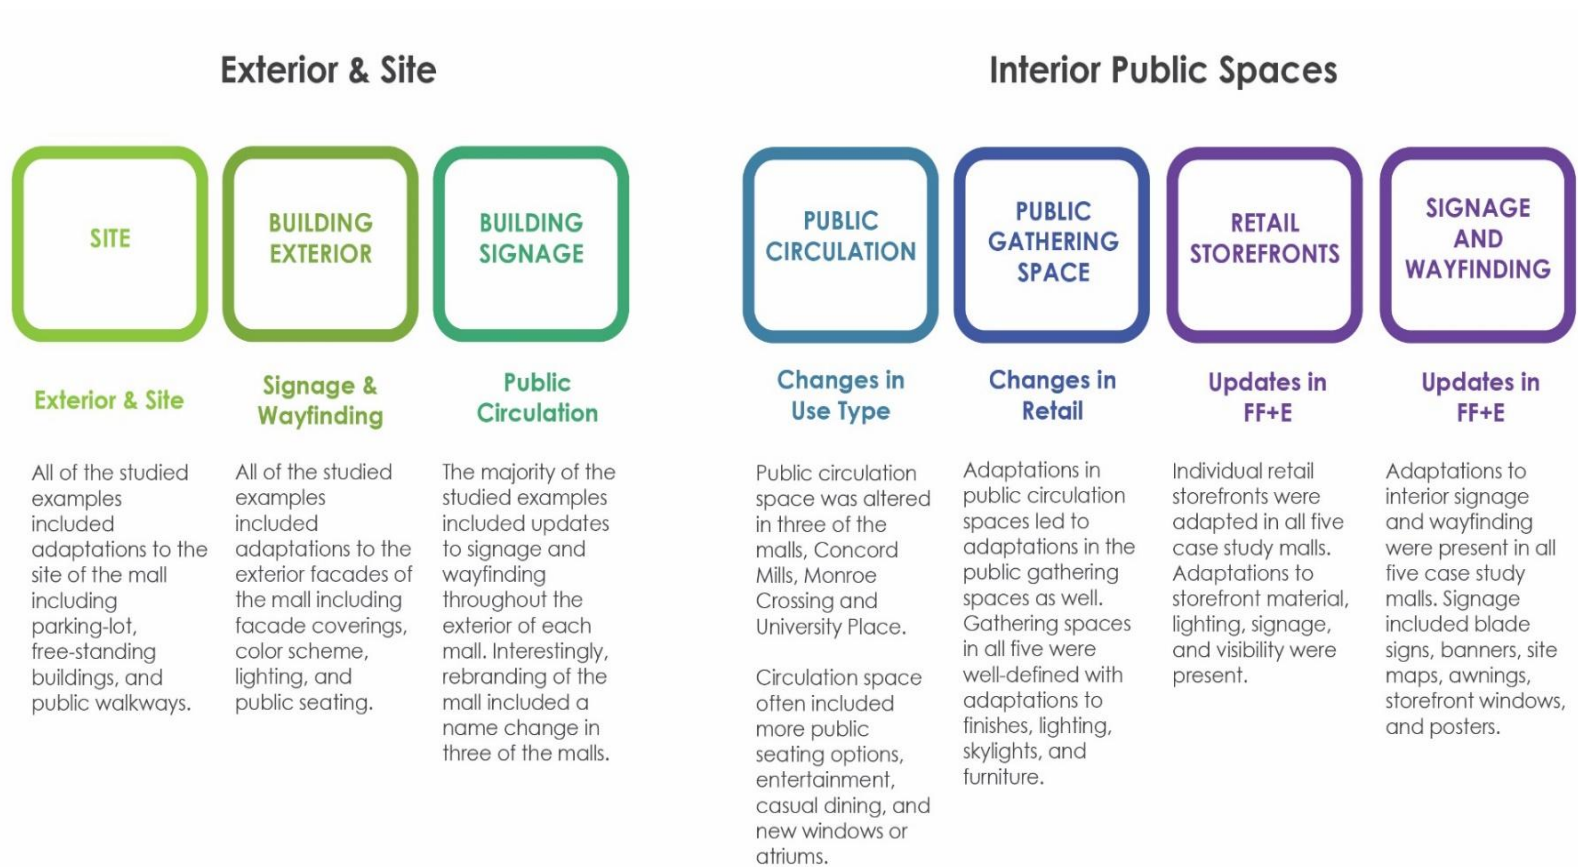 Exterior & Site
Interior Public Spaces
SITE
BUILDING
EXTERIOR
BUILDING
SIGNAGE
PUBLIC
CIRCULATION
PUBLIC
GATHERING
SPACE
RETAIL
STOREFRONTS
SIGNAGE
AND
WAYFINDING
Exterior & Site
Signage &
Wayfinding
Public
Circulation
Changes in
Use Type
Changes in
Retail
Updates in
FF+E
Updates in
FF+E
All of the studied
examples
included
adaptations to the
site of the mall
including
parking-lot,
free-standing
buildings, and
public walkways.
All of the studied
examples
included
adaptations to the
exterior facades of
the mall including
facade coverings,
color scheme,
lighting, and
public seating.
The majority of the
studied examples
included updates
to signage and
wayfinding
throughout the
exterior of each
mall. Interestingly,
rebranding of the
mall included a
name change in
three of the malls.
Public circulation
space was altered
in three of the
malls, Concord
Mills, Monroe
Crossing and
University Place.
Circulation space
often included
more public
seating options,
entertainment,
casual dining, and
new windows or
atriums.
Adaptations in
public circulation
spaces led to
adaptations in the
public gathering
spaces as well.
Gathering spaces
in all five were
well-defined with
adaptations to
finishes, lighting,
skylights, and
furniture.
Individual retail
storefronts were
adapted in all five
case study malls.
Adaptations to
storefront material,
lighting, signage,
and visibility were
present.
Adaptations to
interior signage
and wayfinding
were present in all
five case study
malls. Signage
included blade
signs, banners, site
maps, awnings,
storefront windows,
and posters.